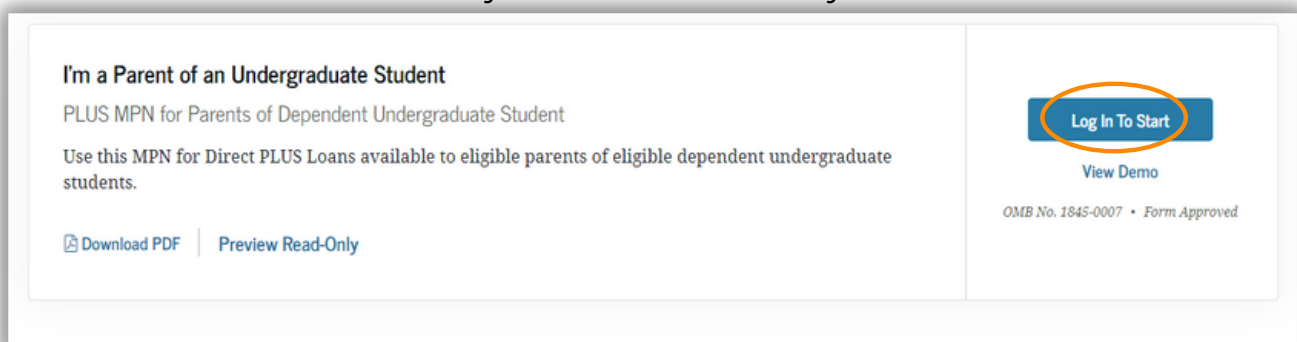 I'm a Parent of an Undergraduate Student
PLUS MPN for Parents of Dependent Undergraduate Student
Use this MPN for Direct PLUS Loans available to eligible parents of eligible dependent undergraduate
students.
Download PDF
Preview Read-Only
Log In To Start
View Demo
OMB No. 1845-0007 • Form Approved